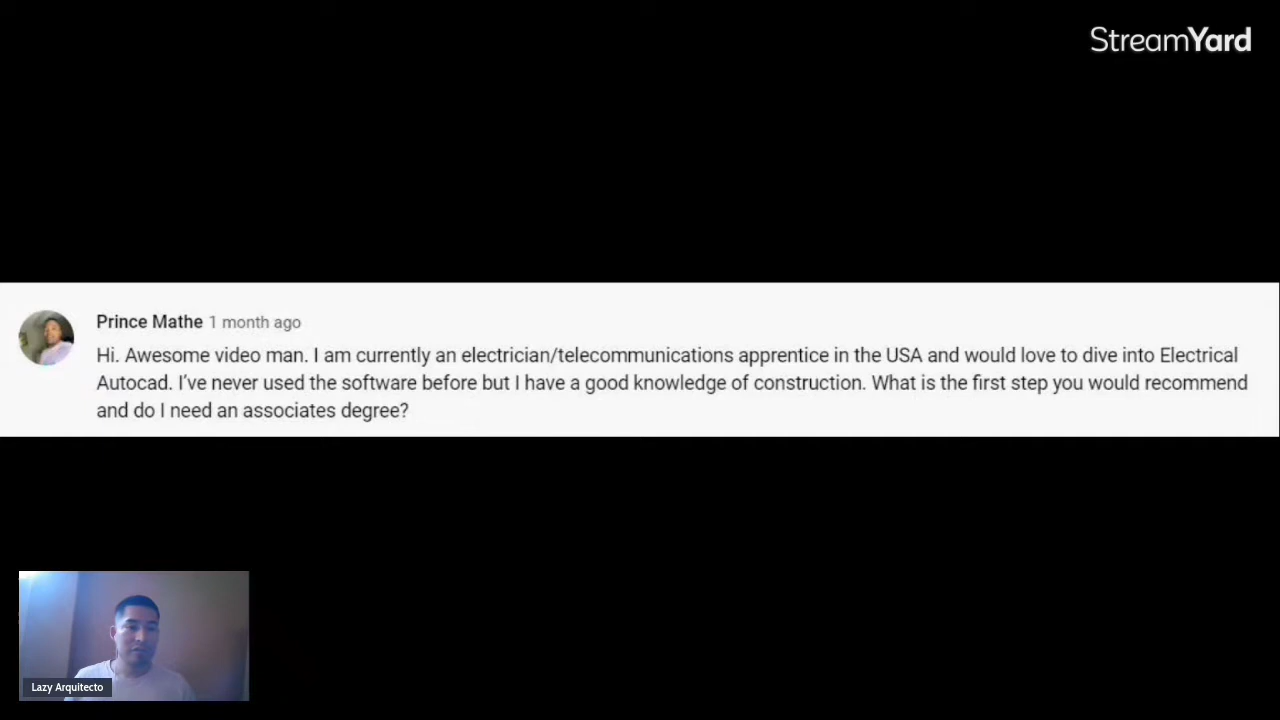 StreamYard
Prince Mathe 1 month ago
Hi. Awesome video man. I am currently an electrician/telecommunications apprentice in the USA and would love to dive into Electrical
Autocad. I've never used the software before but I have a good knowledge of construction. What is the first step you would recommend
and do I need an associates degree?
Lazy Arquitecto